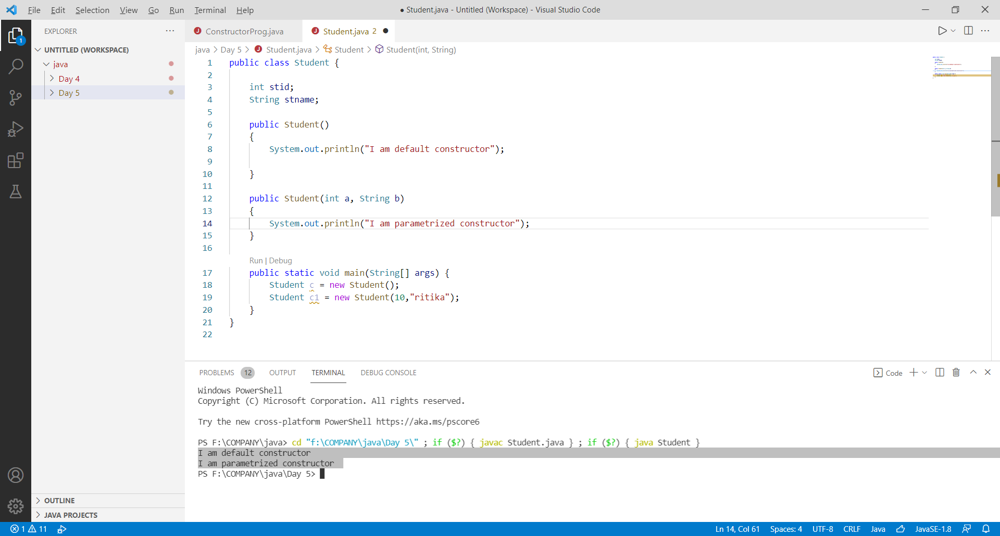 File Edit Selection View Go Run Terminal Help
● Student.java - Untitled (Workspace) - Visual Studio Code
EXPLORER
1
UNTITLED (WORKSPACE)
java
Day 4
Day 5
OUTLINE
JAVA PROJECTS
J ConstructorProg.java
J Student.java 2 ●
java > Day 5 > J Student.java > Student > Student(int, String)
1 public class Student {
2
3 int stid;
4 String stname;
5
6 public Student()
7 {
8 System.out.println("I am default constructor");
9
10 }
11
12 public Student(int a, String b)
13 {
14 System.out.println("I am parametrized constructor");
15 }
16
Run | Debug
17 public static void main(String[] args) {
18 Student c = new Student();
19 Student c1 = new Student(10,"ritika");
20 }
21 }
22
PROBLEMS 12 OUTPUT TERMINAL DEBUG CONSOLE
Code
Windows PowerShell
Copyright (C) Microsoft Corporation. All rights reserved.
Try the new cross-platform PowerShell https://aka.ms/pscore6
PS F:\COMPANY\java> cd "f:\COMPANY\java\Day 5\" ; if ($?) { javac Student.java } ; if ($?) { java Student }
I am default constructor
I am parametrized constructor
PS F:\COMPANY\java\Day 5>
1 11
Ln 14, Col 61 Spaces: 4 UTF-8 CRLF Java JavaSE-1.8